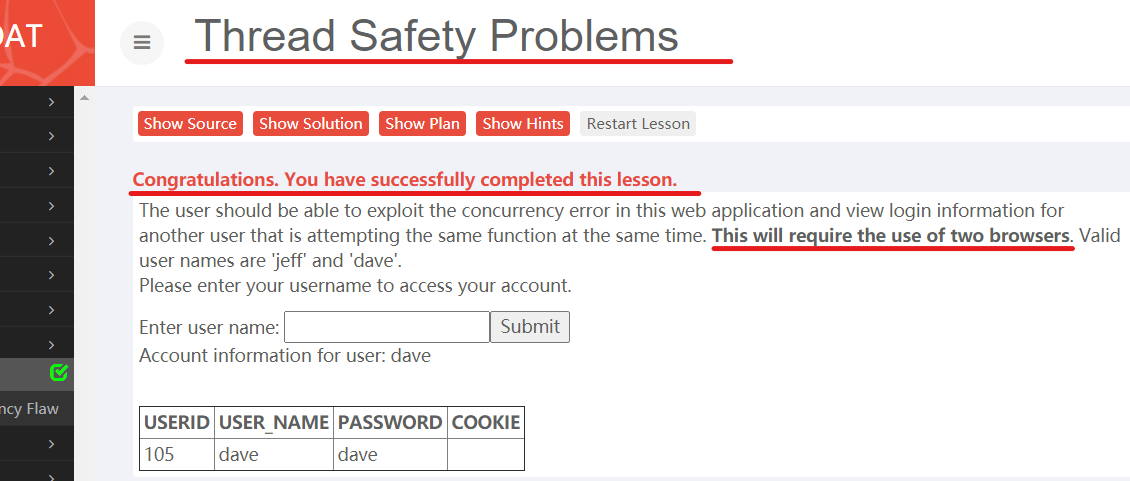 OAT
Thread Safety Problems
Show Source Show Solution Show Plan Show Hints Restart Lesson
Congratulations. You have successfully completed this lesson.
The user should be able to exploit the concurrency error in this web application and view login information for
another user that is attempting the same function at the same time. This will require the use of two browsers. Valid
user names are 'jeff' and 'dave'.
Please enter your username to access your account.
Enter user name: Submit
Account information for user: dave
ncy Flaw
USERID USER_NAME PASSWORD COOKIE
105 dave dave